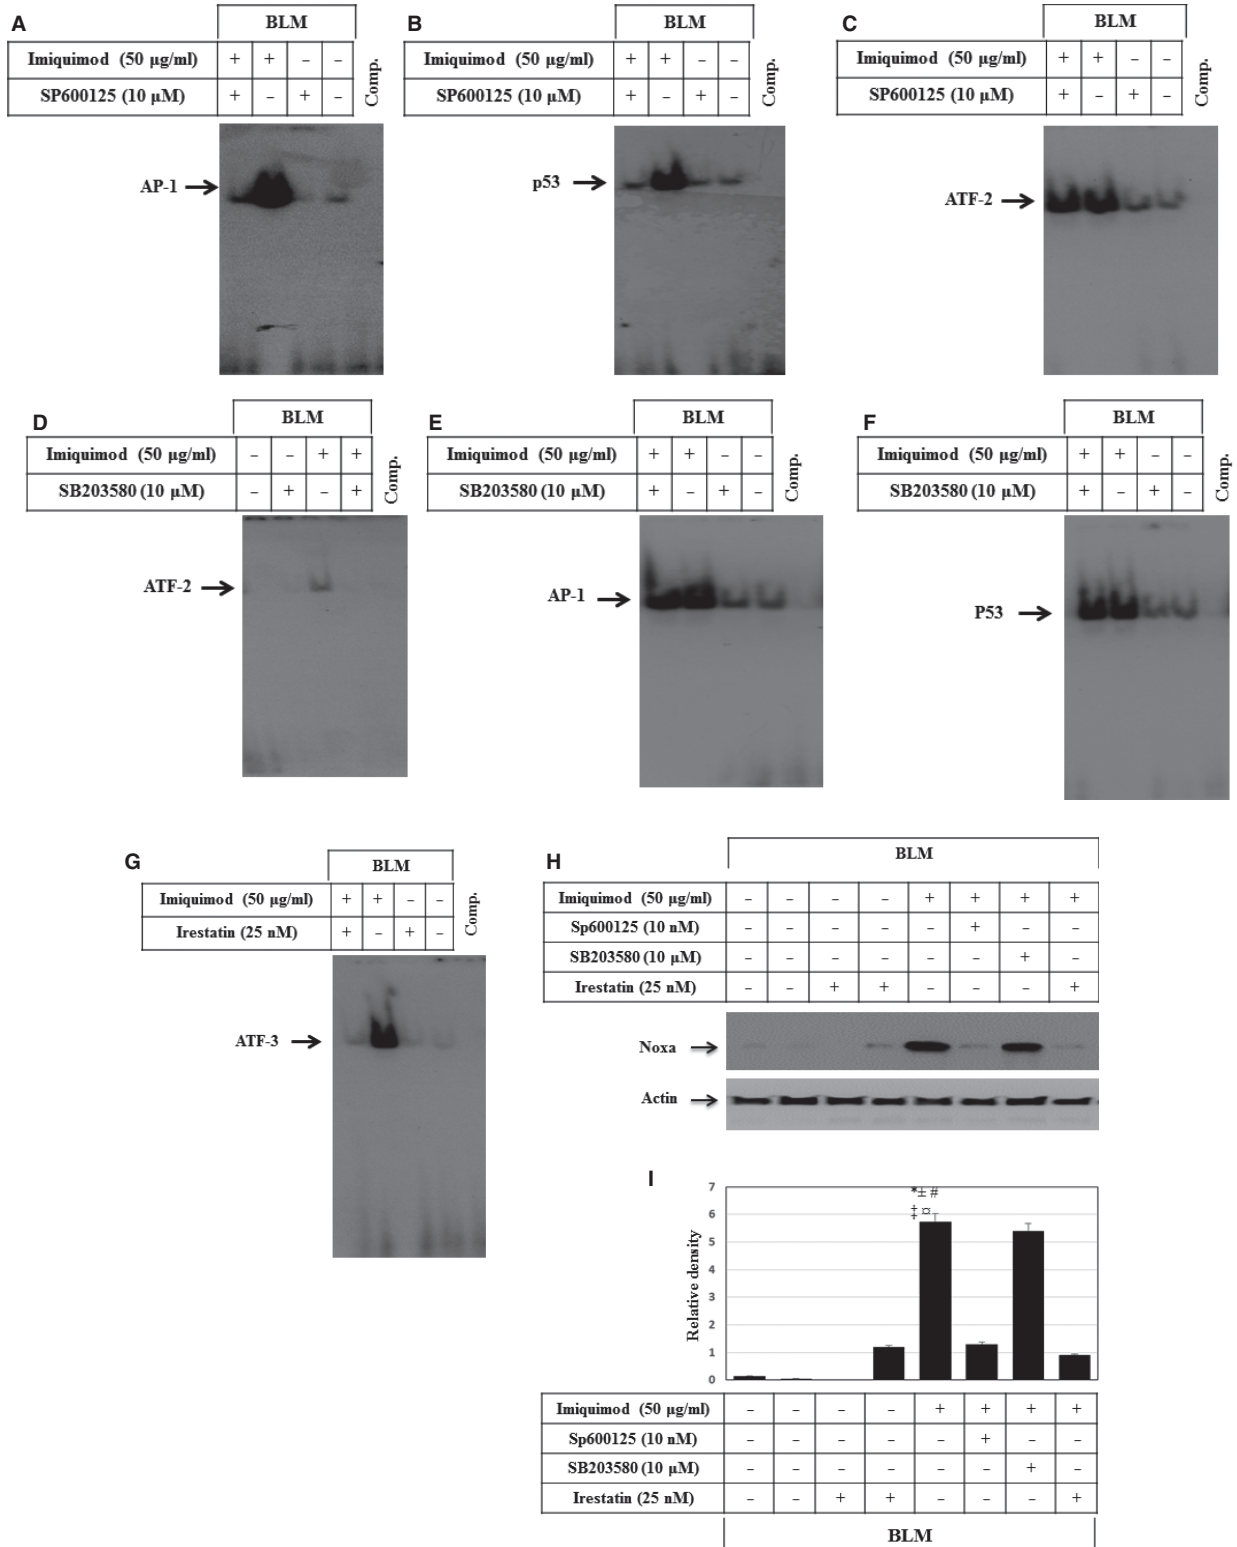 A
BLM
Imiquimod (50 μg/ml) + + – –
SP600125 (10 μM) + – + –
Comp.
AP-1
B
BLM
Imiquimod (50 μg/ml) + + – –
SP600125 (10 μM) + – + –
Comp.
p53
C
BLM
Imiquimod (50 μg/ml) + + – –
SP600125 (10 μM) + – + –
Comp.
ATF-2
D
BLM
Imiquimod (50 μg/ml) – – + +
SB203580 (10 μM) – + – +
Comp.
ATF-2
E
BLM
Imiquimod (50 μg/ml) + + – –
SB203580 (10 μM) + – + –
Comp.
AP-1
F
BLM
Imiquimod (50 μg/ml) + + – –
SB203580 (10 μM) + – + –
Comp.
P53
G
BLM
Imiquimod (50 μg/ml) + + – –
Irestatin (25 nM) + – + –
Comp.
ATF-3
H
BLM
Imiquimod (50 μg/ml) – – – – + + + +
Sp600125 (10 nM) – – – – – + – –
SB203580 (10 μM) – – – – – – + –
Irestatin (25 nM) – – + + – – – +
Noxa
Actin
I
7
6
5
4
3
2
1
0
Relative density
*± #
‡ ¤
Imiquimod (50 μg/ml) – – – – + + + +
Sp600125 (10 nM) – – – – – + – –
SB203580 (10 μM) – – – – – – + –
Irestatin (25 nM) – – + + – – – +
BLM